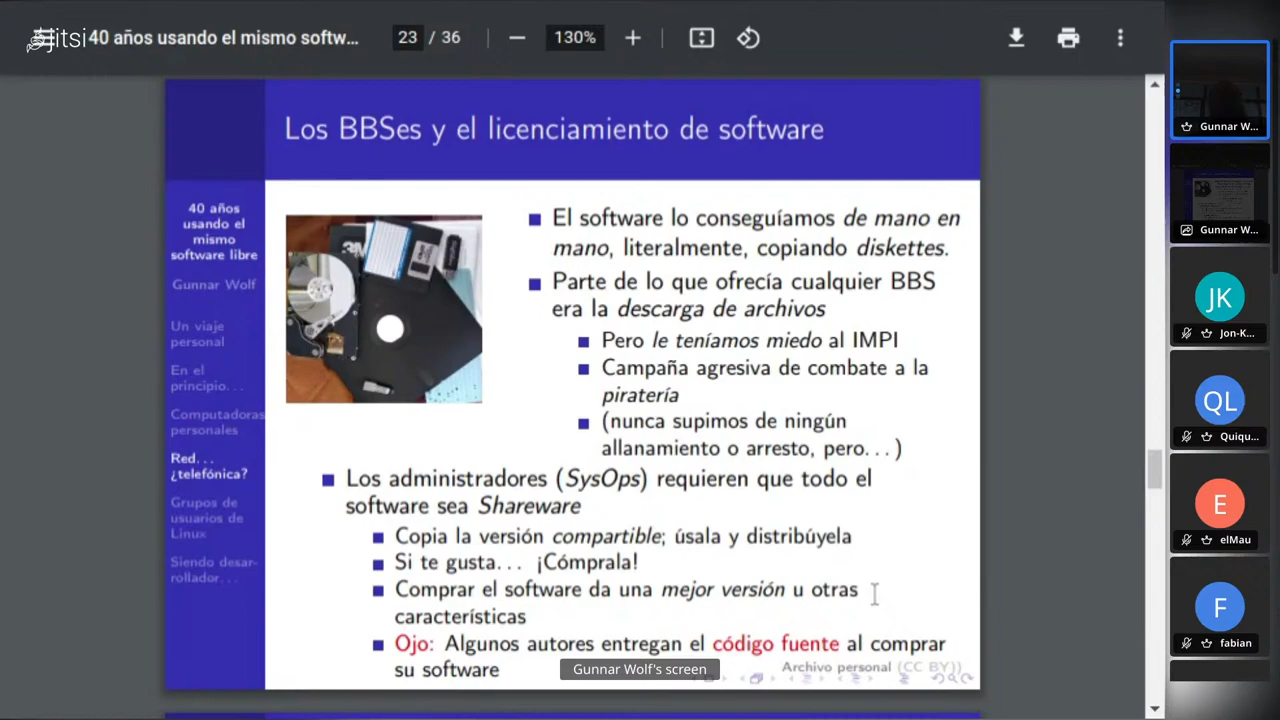 jitsi
40 años usando el mismo softw...
23 / 36
130%
Los BBSes y el licenciamiento de software
40 años
usando el
mismo
software libre
Gunnar Wolf
Un viaje
personal
En el
principio...
Computadoras
personales
Red...
¿telefónica?
Grupos de
usuarios de
Linux
Siendo desar-
rollador...
3M
El software lo conseguíamos de mano en
mano, literalmente, copiando diskettes.
Parte de lo que ofrecía cualquier BBS
era la descarga de archivos
Pero le teníamos miedo al IMPI
Campaña agresiva de combate a la
piratería
(nunca supimos de ningún
allanamiento o arresto, pero...)
Los administradores (SysOps) requieren que todo el
software sea Shareware
Copia la versión compartible; úsala y distribúyela
Si te gusta... ¡Cómprala!
Comprar el software da una mejor versión u otras
características
Ojo: Algunos autores entregan el código fuente al comprar
su software
Archivo personal (CC BY))
Gunnar Wolf's screen
Gunnar W...
Gunnar W...
JK
Jon-K...
QL
Quiqu...
E
elMau
F
fabian